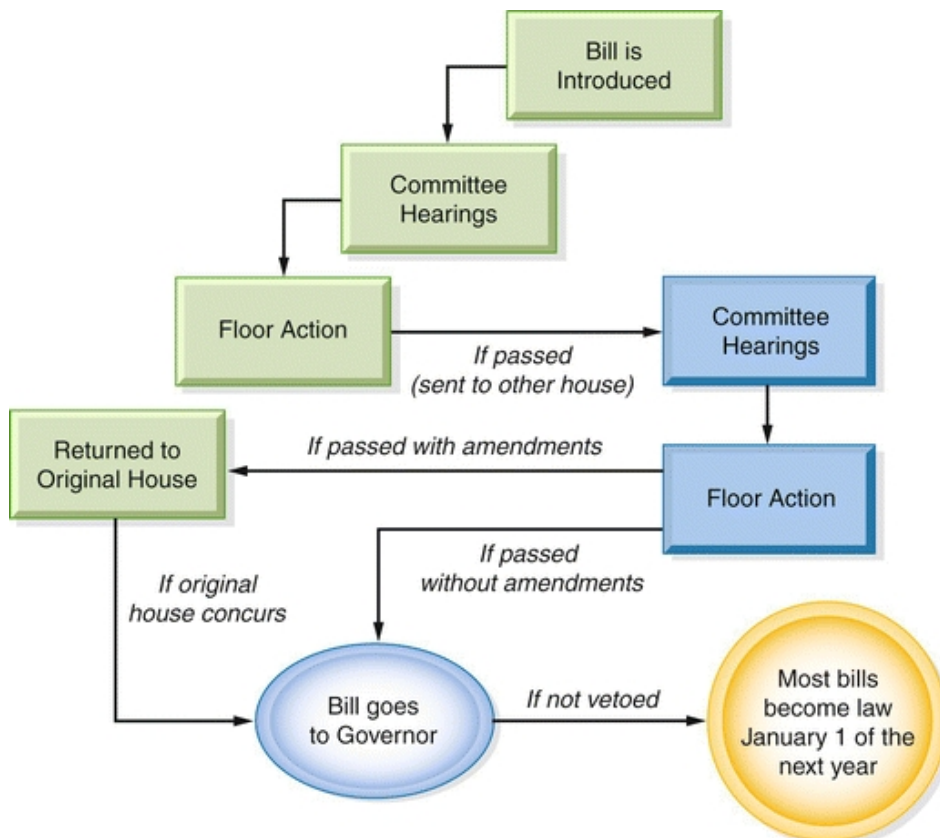 Bill is
Introduced
Committee
Hearings
Floor Action
If passed
(sent to other house)
Committee
Hearings
Floor Action
If passed with amendments
Returned to
Original House
If passed
without amendments
If original
house concurs
Bill goes
to Governor
If not vetoed
Most bills
become law
January 1 of the
next year